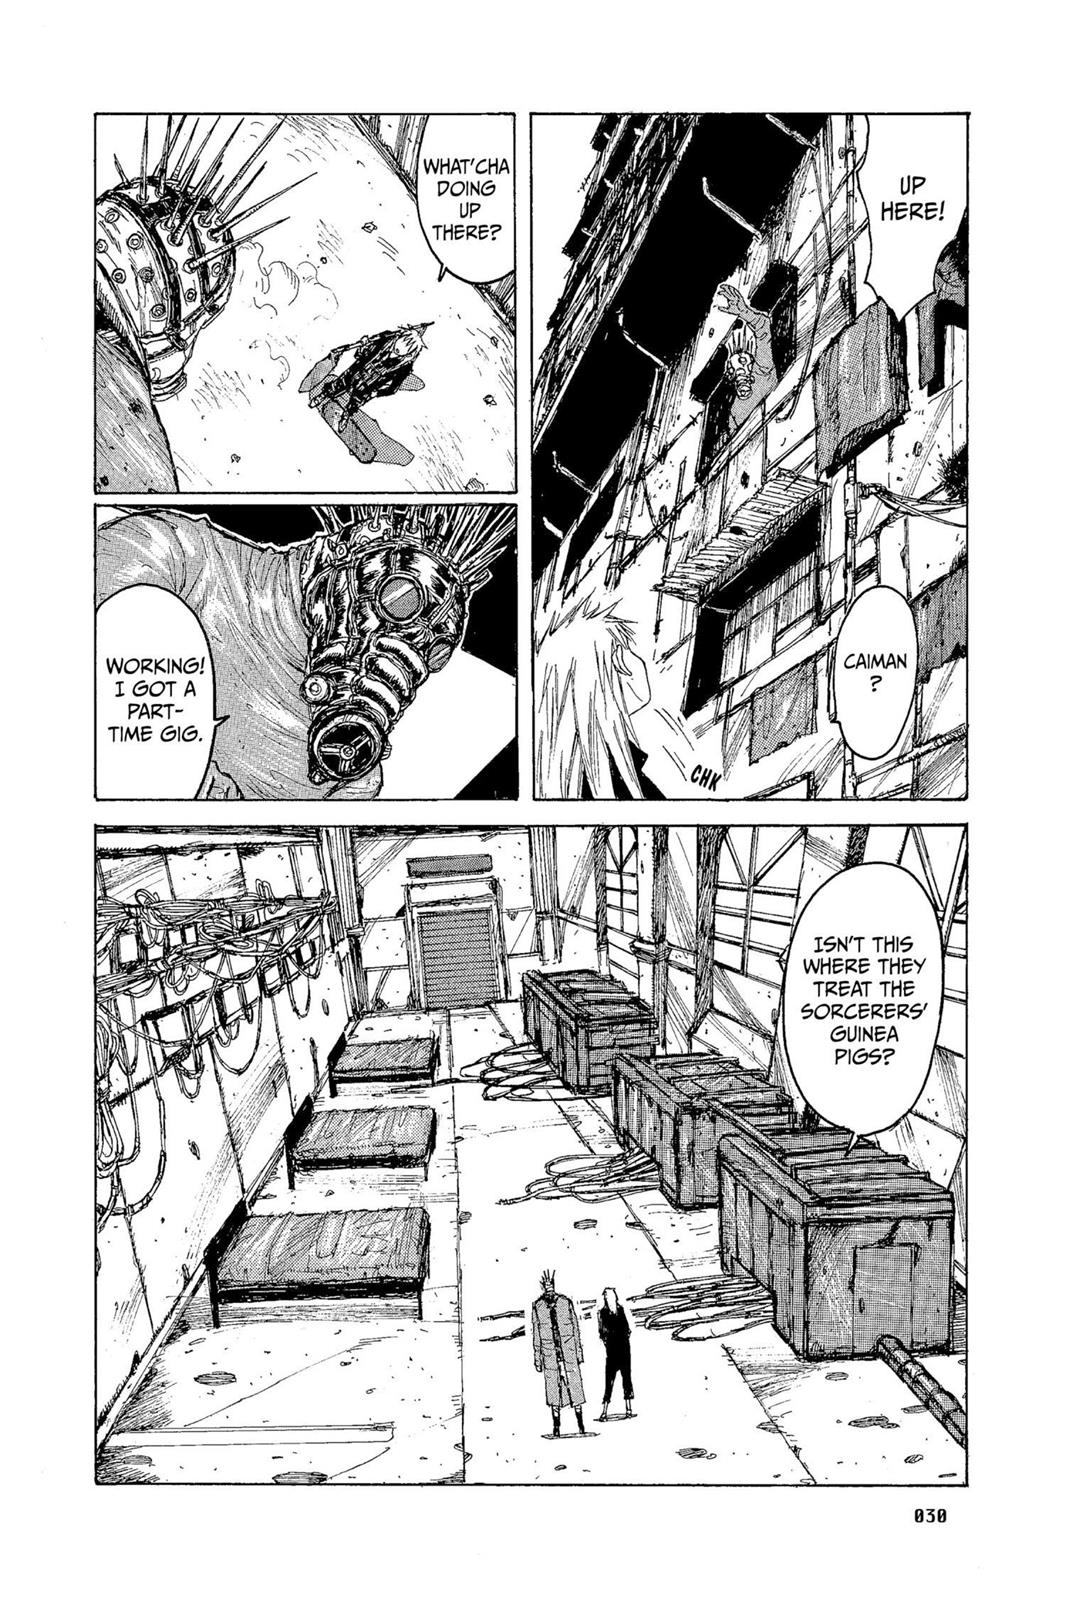 UP
HERE!
CAIMAN
?
CHK
WHAT'CHA
DOING
UP
THERE?
WORKING!
I GOT A
PART-
TIME GIG.
ISN'T THIS
WHERE THEY
TREAT THE
SORCERERS'
GUINEA
PIGS?
030